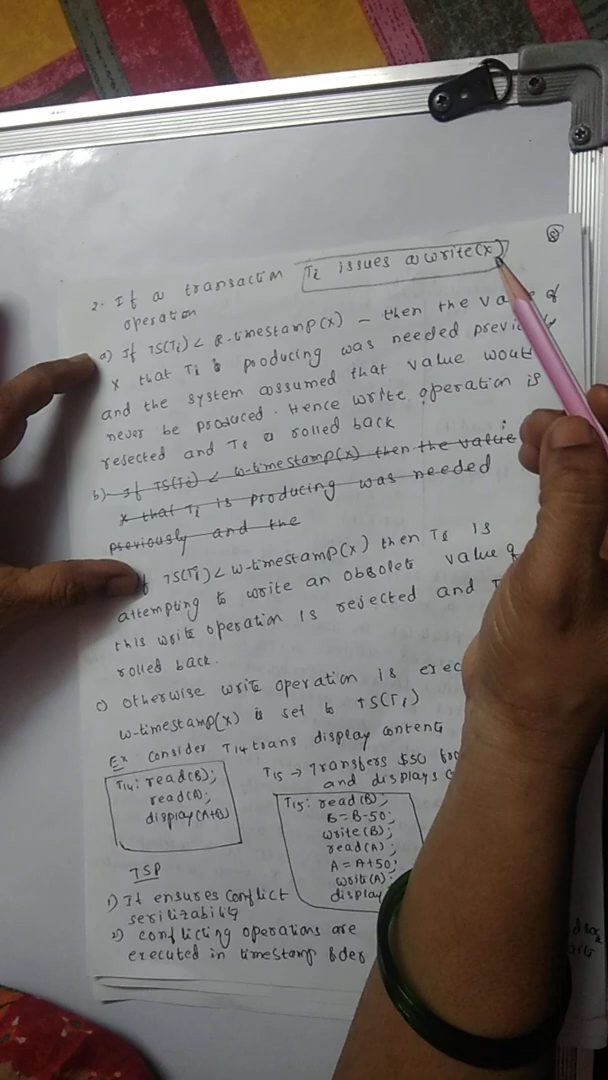 8
2. If a transaction Ti issues a write(x)
operation
a) If TS(Ti) < R-timestamp(x) - then the value of
x that Ti is producing was needed
and the system assumed that value would
never be produced. Hence write operation is
rejected and Ti is rolled back
b) If TS(Ti) < W-timestamp(x) then the value
x that Ti is producing was needed
previously and the
If TS(Ti) < W-timestamp(x) then Ti is
attempting to write an obsolete value of
this write operation is rejected and
rolled back.
c) Otherwise write operation is
W-timestamp(x) is set to TS(Ti)
Ex Consider T14 trans display contents
T15 → Transfers $50
and displays
T14: read(B);
read(A);
display(A+B)
T15: read(B);
B=B-50;
write(B);
read(A);
A=A+50;
write(A);
display
TSP
1) It ensures conflict
serilizability
2) conflicting operations are
executed in timestamp order